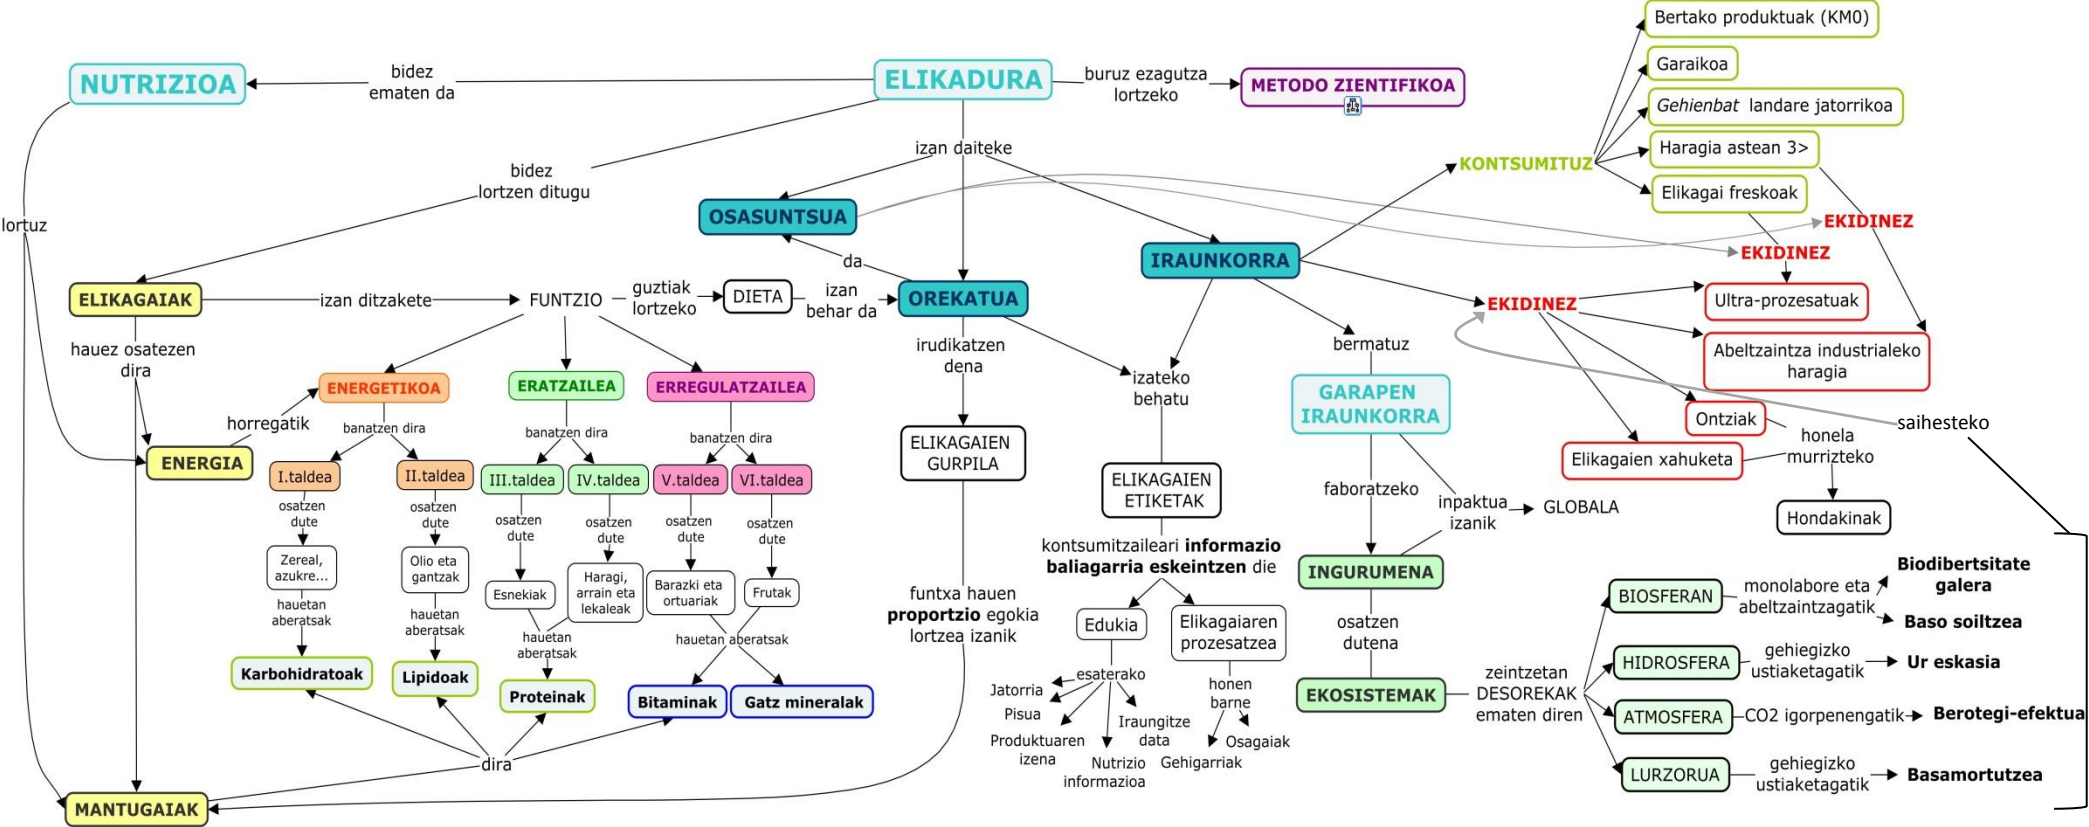 NUTRIZIOA
bidez
ematen da
ELIKADURA
buruz ezagutza
lortzeko
METODO ZIENTIFIKOA
Bertako produktuak (KM0)
Garaikoa
Gehienbat landare jatorrikoa
Haragia astean 3>
Elikagai freskoak
KONTSUMITUZ
izan daiteke
bidez
lortzen ditugu
lortuz
OSASUNTSUA
EKIDINEZ
EKIDINEZ
da
IRAUNKORRA
ELIKAGAIAK
izan ditzakete
FUNTZIO
guztiak
lortzeko
DIETA
izan
behar da
OREKATUA
EKIDINEZ
Ultra-prozesatuak
Abeltzaintza industrialeko
haragia
hauez osatezen
dira
irudikatzen
dena
bermatuz
izateko
behatu
ENERGETIKOA
ERATZAILEA
ERREGULATZAILEA
GARAPEN
IRAUNKORRA
Ontziak
saihesteko
horregatik
banatzen dira
banatzen dira
banatzen dira
honela
murrizteko
ENERGIA
ELIKAGAIEN
GURPILA
Elikagaien xahuketa
I.taldea
II.taldea
III.taldea
IV.taldea
V.taldea
VI.taldea
ELIKAGAIEN
ETIKETAK
faboratzeko
inpaktua
izanik
GLOBALA
Hondakinak
osatzen
dute
osatzen
dute
osatzen
dute
osatzen
dute
osatzen
dute
osatzen
dute
kontsumitzaileari informazio
baliagarria eskeintzen die
Zereal,
azukre...
Olio eta
gantzak
Esnekiak
Haragi,
arrain eta
lekaleak
Barazki eta
ortuariak
Frutak
INGURUMENA
hauetan
aberatsak
hauetan
aberatsak
hauetan
aberatsak
hauetan aberatsak
funtxa hauen
proportzio egokia
lortzea izanik
Edukia
Elikagaiaren
prozesatzea
osatzen
dutena
BIOSFERAN
monolabore eta
abeltzaintzagatik
Biodibertsitate
galera
Baso soiltzea
Karbohidratoak
Lipidoak
Proteinak
Bitaminak
Gatz mineralak
esaterako
Jatorria
Pisua
Produktuaren
izena
Nutrizio
informazioa
Iraungitze
data
honen
barne
Gehigarriak
Osagaiak
EKOSISTEMAK
zeintzetan
DESOREKAK
ematen diren
HIDROSFERA
gehiegizko
ustiaketagatik
Ur eskasia
ATMOSFERA
CO2 igorpenengatik
Berotegi-efektua
LURZORUA
gehiegizko
ustiaketagatik
Basamortutzea
dira
MANTUGAIAK